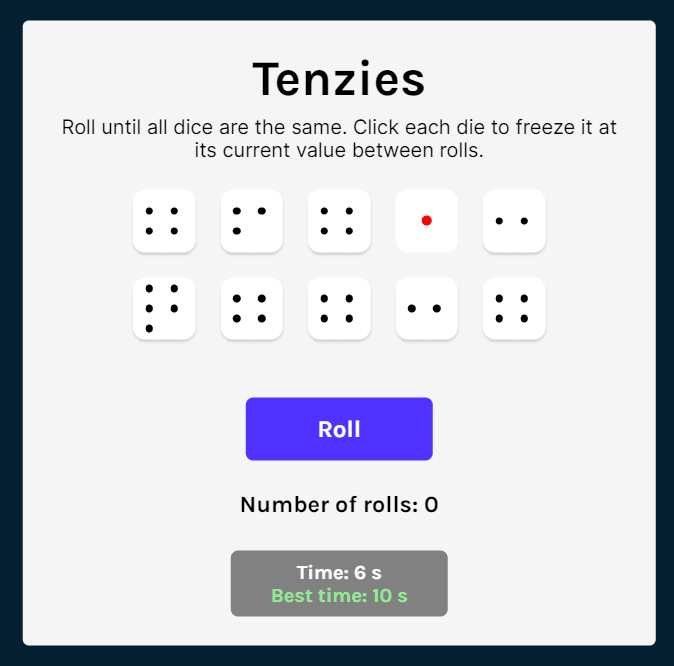 Tenzies
Roll until all dice are the same. Click each die to freeze it at
its current value between rolls.
Roll
Number of rolls: 0
Time: 6 s
Best time: 10 s